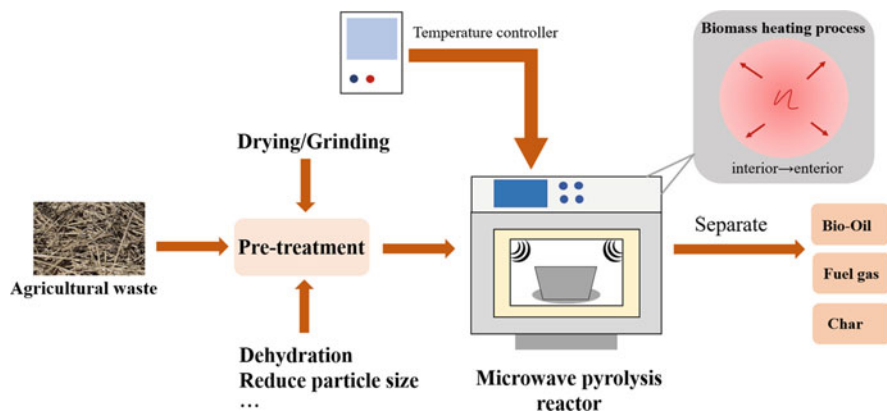 Temperature controller
Biomass heating process
interior→enterior
Drying/Grinding
Agricultural waste
Pre-treatment
Dehydration
Reduce particle size
…
Microwave pyrolysis
reactor
Separate
Bio-Oil
Fuel gas
Char